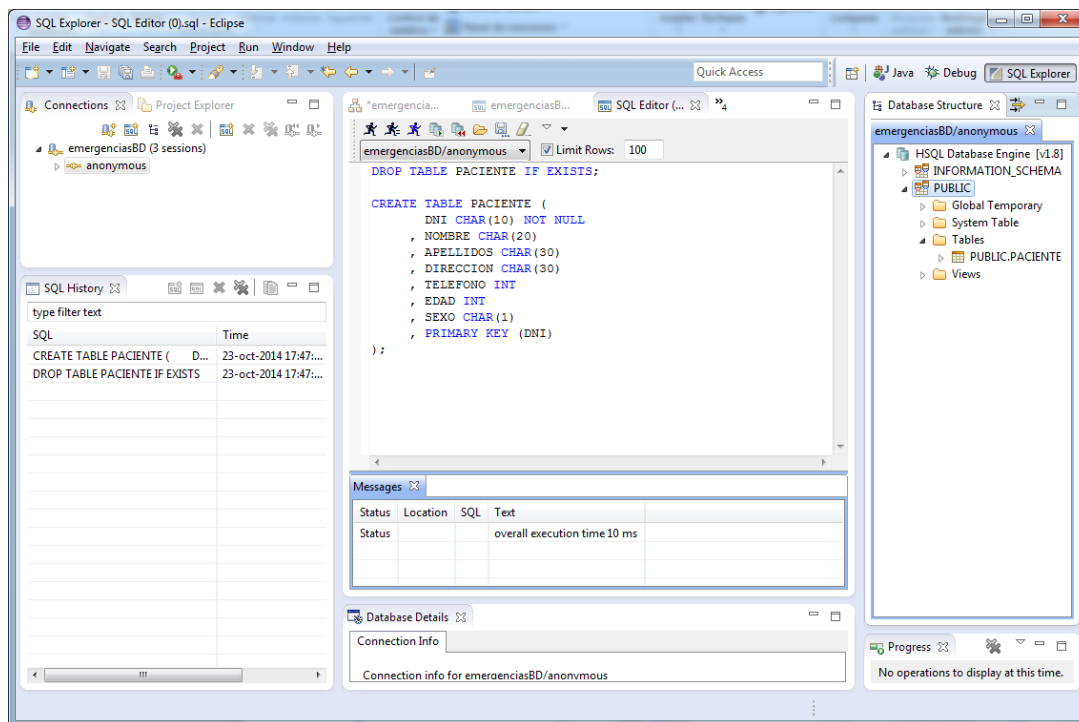 SQL Explorer - SQL Editor (0).sql - Eclipse
File Edit Navigate Search Project Run Window Help
Quick Access
Java Debug SQL Explorer
Connections Project Explorer
emergenciasBD (3 sessions)
anonymous
SQL History
type filter text
SQL Time
CREATE TABLE PACIENTE ( D... 23-oct-2014 17:47:...
DROP TABLE PACIENTE IF EXISTS 23-oct-2014 17:47:...
*emergencia... emergenciasB... SQL Editor (... »4
emergenciasBD/anonymous Limit Rows: 100
DROP TABLE PACIENTE IF EXISTS;
CREATE TABLE PACIENTE (
DNI CHAR(10) NOT NULL
, NOMBRE CHAR(20)
, APELLIDOS CHAR(30)
, DIRECCION CHAR(30)
, TELEFONO INT
, EDAD INT
, SEXO CHAR(1)
, PRIMARY KEY (DNI)
);
Messages
Status Location SQL Text
Status overall execution time 10 ms
Database Details
Connection Info
Connection info for emergenciasBD/anonymous
Database Structure
emergenciasBD/anonymous
HSQL Database Engine [v1.8]
INFORMATION_SCHEMA
PUBLIC
Global Temporary
System Table
Tables
PUBLIC.PACIENTE
Views
Progress
No operations to display at this time.